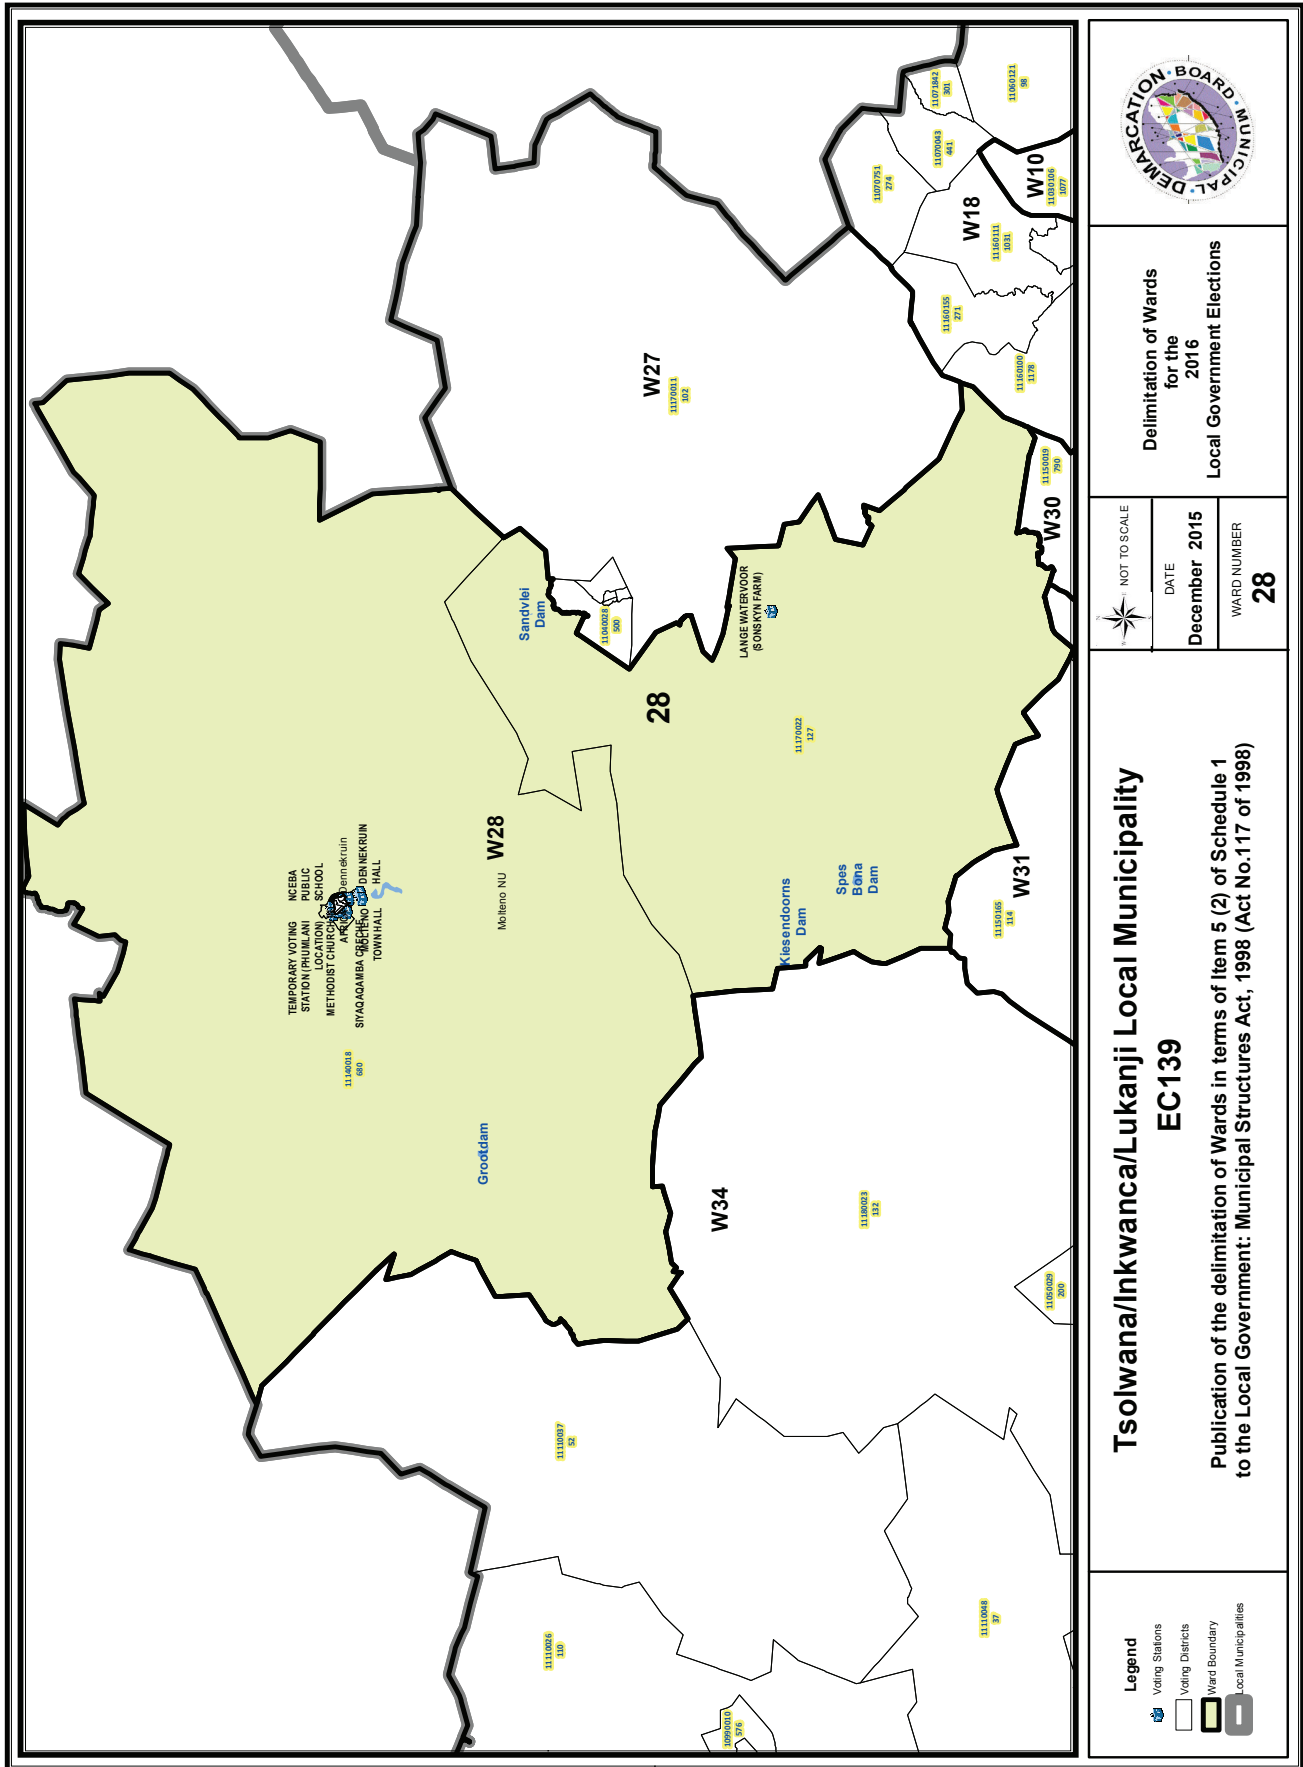 11071842
301
11060121
98
11070043
441
11070751
274
W10
11030106
1077
W18
11160111
1031
11160155
271
11160100
1178
W27
11170011
102
11150019
790
W30
Sandvlei
Dam
11040028
500
LANGE WATERVOOR
(SONSKYN FARM)
28
11170022
127
W28
Molteno NU
TEMPORARY VOTING
STATION (PHUMLANI
LOCATION)
NCEBA
PUBLIC
SCHOOL
METHODIST CHURCH
Dennekruin
SIYAQAQAMBA CRECHE
MOLTENO
TOWN HALL
DENNEKRUIN
HALL
11140018
680
Grootdam
Kiesendoorns
Dam
Spes
Bona
Dam
W31
11150165
114
W34
11180023
132
11050029
200
11110037
52
11110026
110
11110048
37
10990010
576
MUNICIPAL • DEMARCATION • BOARD •
Delimitation of Wards
for the
2016
Local Government Elections
N
W
E
S
NOT TO SCALE
DATE
December 2015
WARD NUMBER
28
Tsolwana/Inkwanca/Lukanji Local Municipality
EC139
Publication of the delimitation of Wards in terms of Item 5 (2) of Schedule 1
to the Local Government: Municipal Structures Act, 1998 (Act No.117 of 1998)
Legend
Voting Stations
Voting Districts
Ward Boundary
Local Municipalities